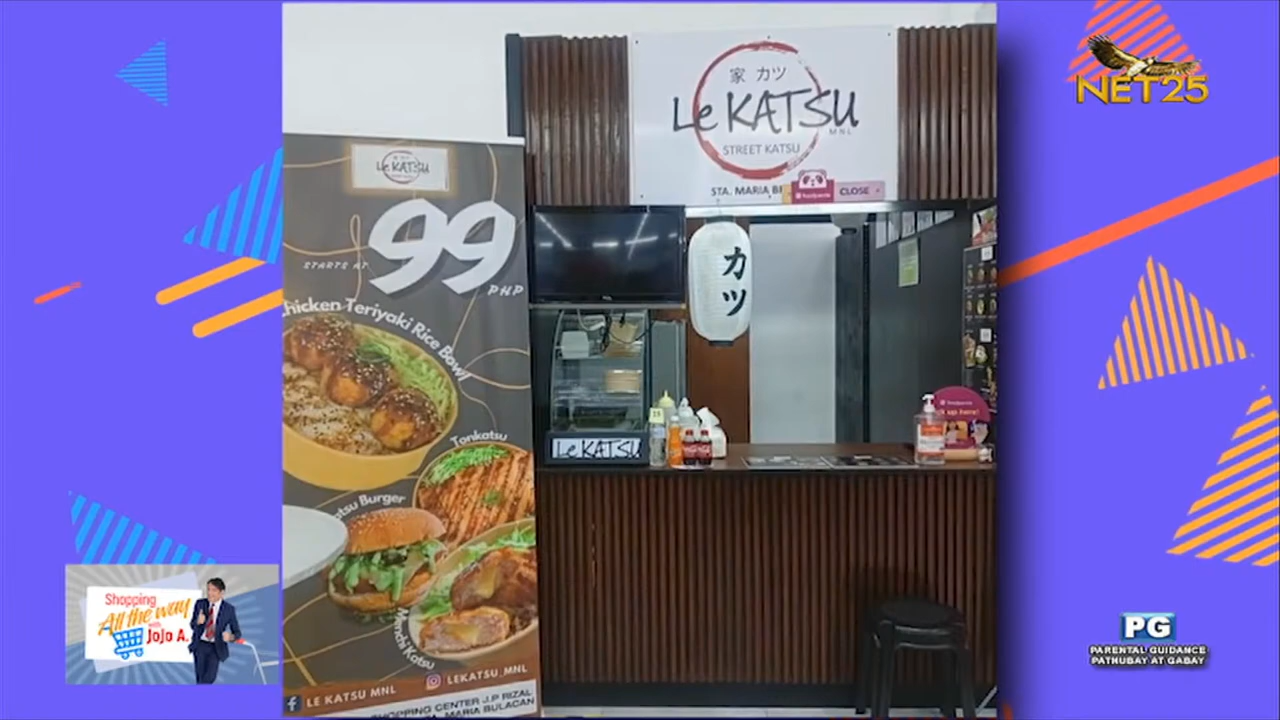 NET25
家 カツ
Le KATSU
MNL
STREET KATSU
STA. MARIA
foodpanda
CLOSE
Le KATSU
STARTS AT
99
PHP
Chicken Teriyaki Rice Bowl
Tonkatsu
Katsu Burger
Menchi Katsu
LE KATSU MNL
LEKATSU_MNL
SHOPPING CENTER J.P RIZAL
MARIA BULACAN
カツ
Le KATSU
Shopping
All the way
with
JoJo A.
PG
PARENTAL GUIDANCE
PATNUBAY AT GABAY